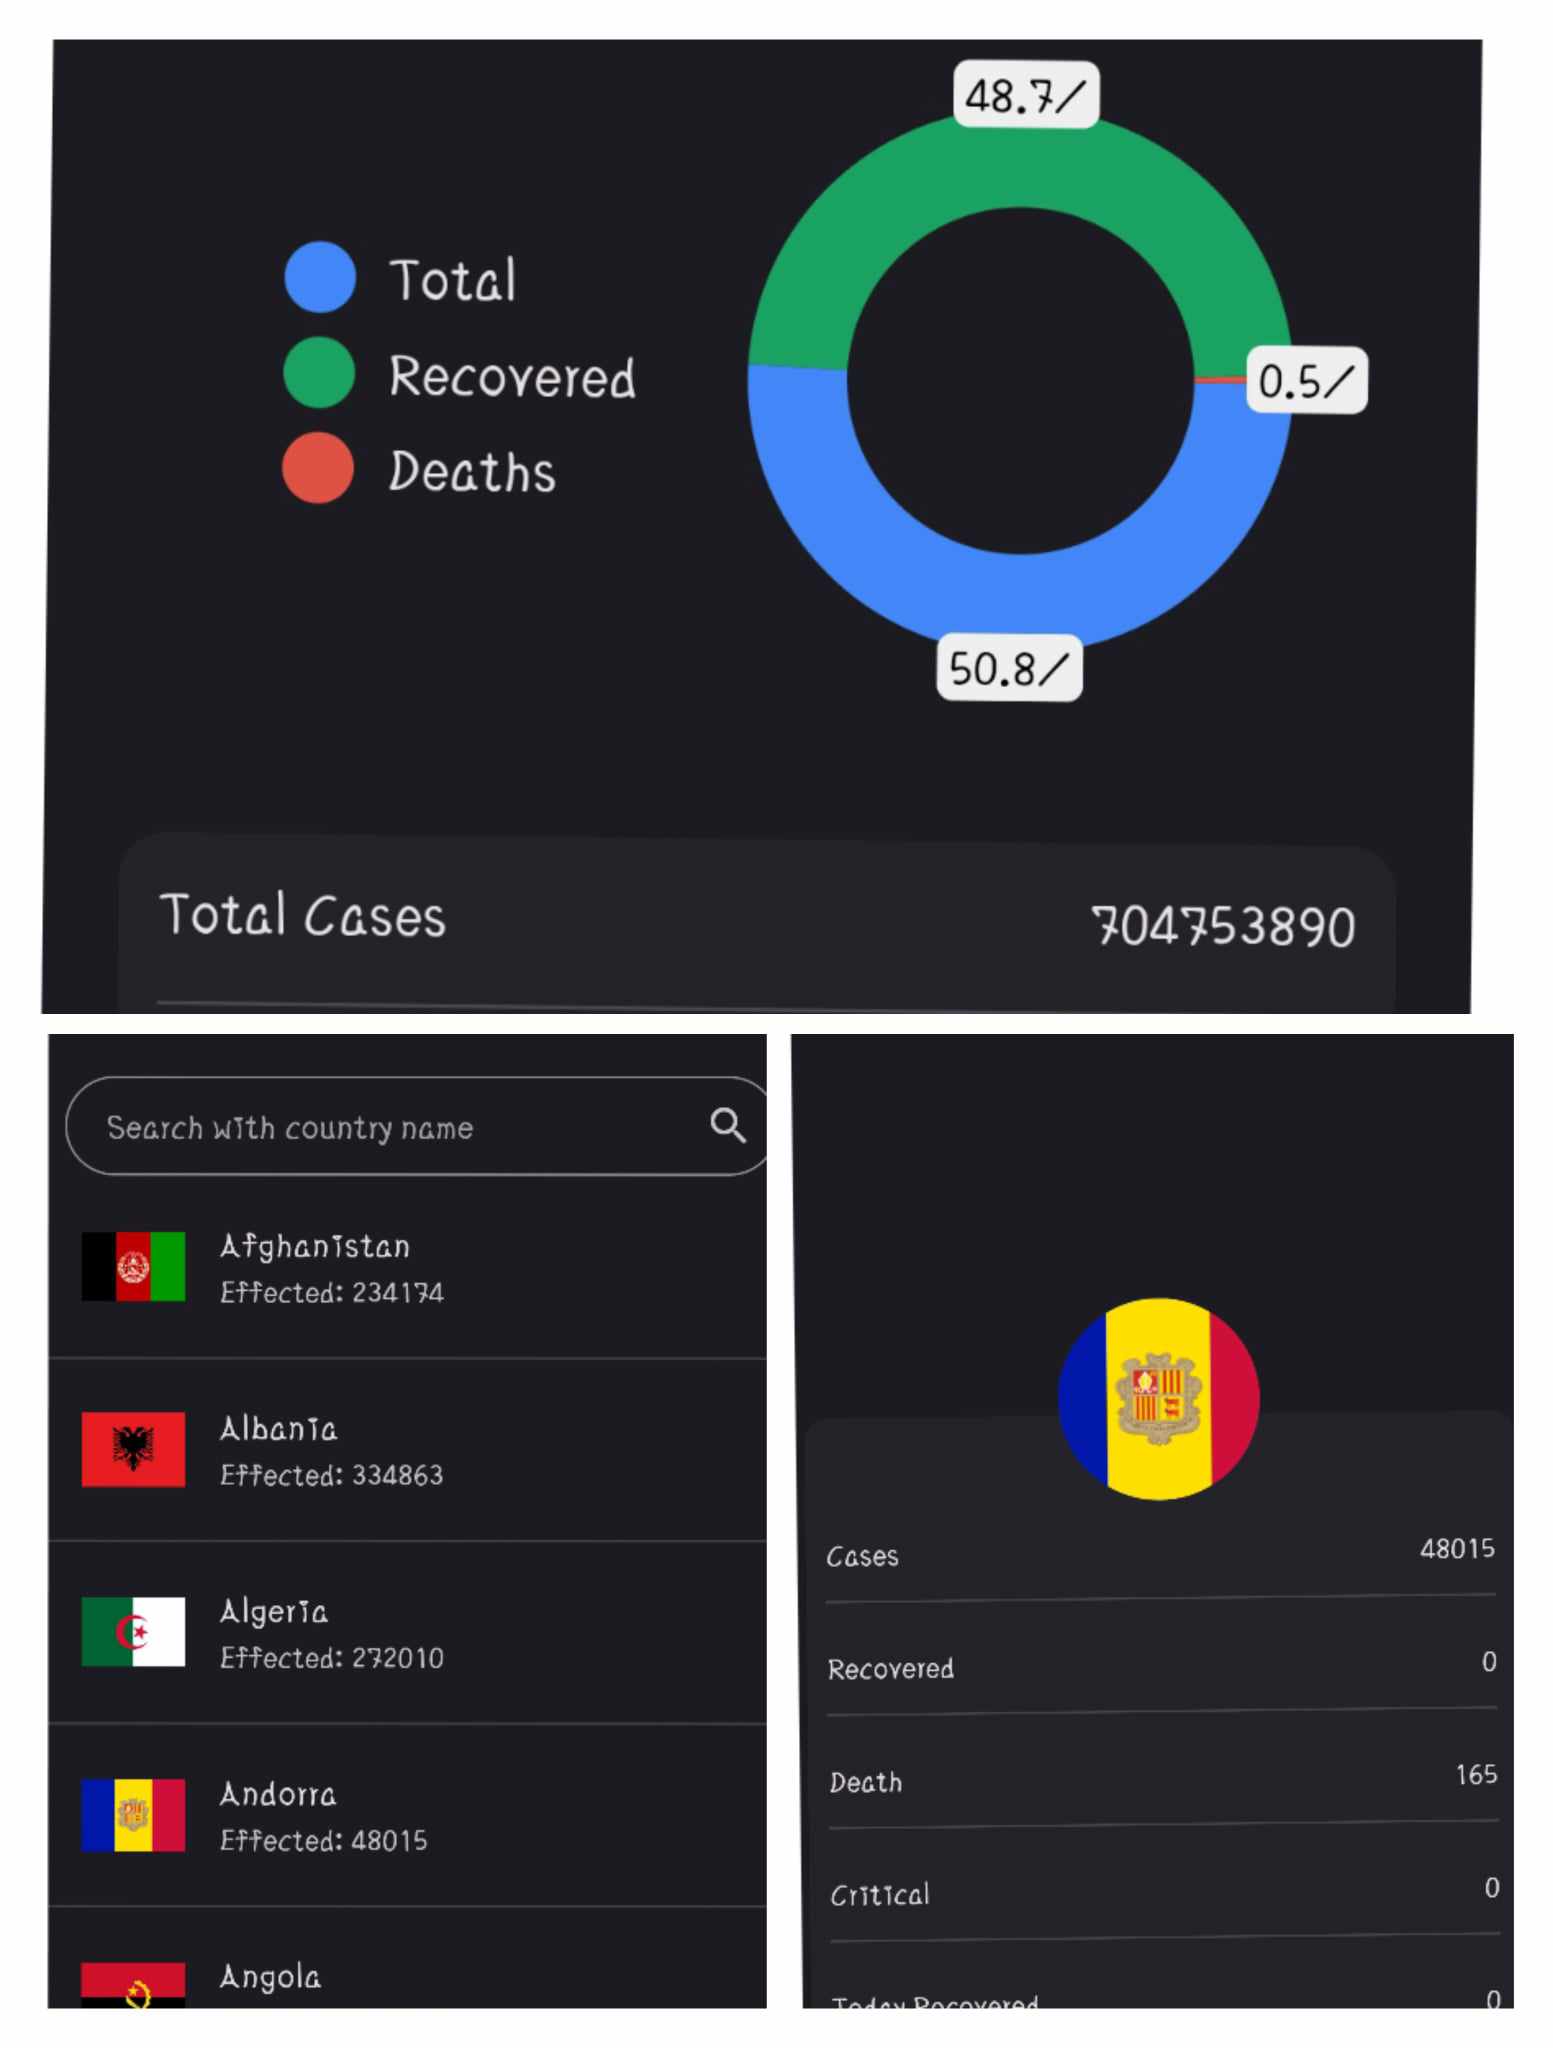 48.7/
Total
Recovered
Deaths
0.5/
50.8/
Total Cases 704753890
Search with country name
Afghanistan
Effected: 234174
Albania
Effected: 334863
Algeria
Effected: 272010
Andorra
Effected: 48015
Angola
Cases 48015
Recovered 0
Death 165
Critical 0
Today Recovered 0